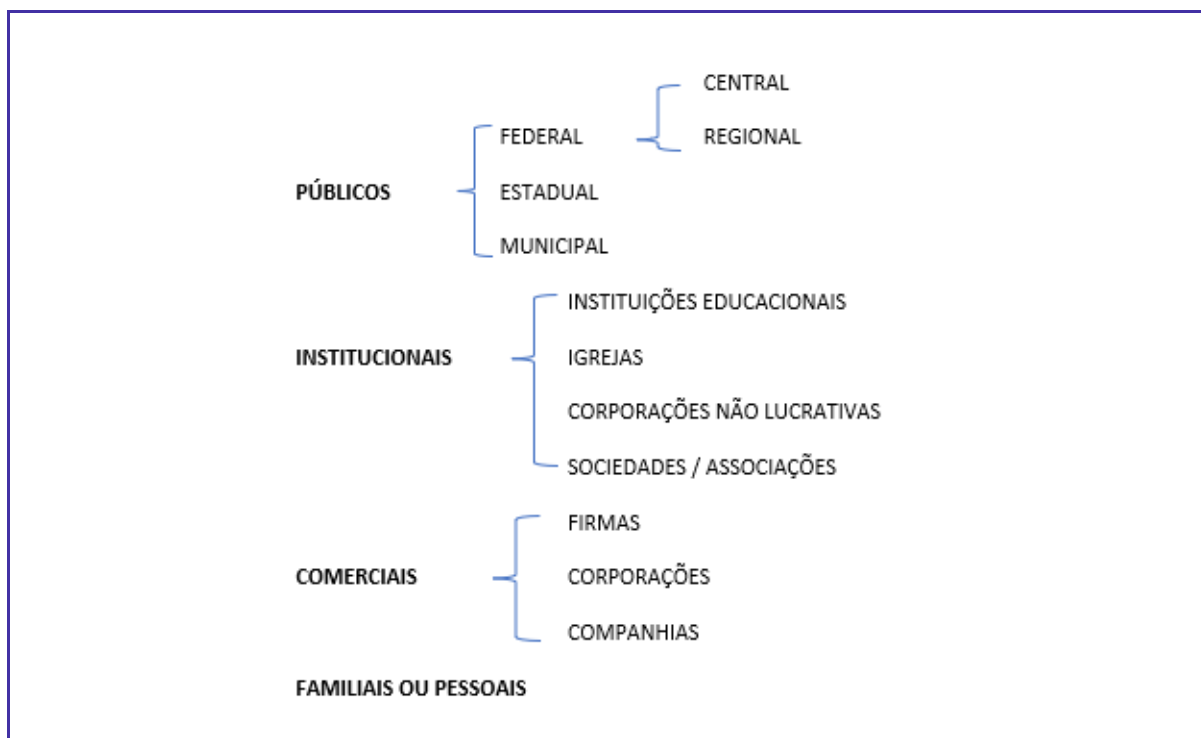 CENTRAL
FEDERAL REGIONAL
PÚBLICOS ESTADUAL
MUNICIPAL
INSTITUIÇÕES EDUCACIONAIS
INSTITUCIONAIS IGREJAS
CORPORAÇÕES NÃO LUCRATIVAS
SOCIEDADES / ASSOCIAÇÕES
FIRMAS
COMERCIAIS CORPORAÇÕES
COMPANHIAS
FAMILIAIS OU PESSOAIS